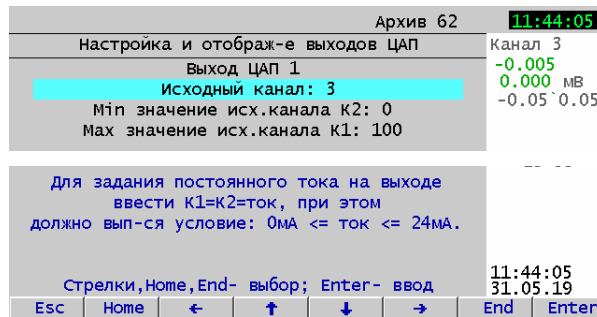 Архив 62
11:44:05
Настройка и отображ-е выходов ЦАП
Канал 3
Выход ЦАП 1
-0.005
Исходный канал: 3
0.000 мВ
Min значение исх.канала К2: 0
-0.05`0.05
Max значение исх.канала К1: 100
Для задания постоянного тока на выходе
ввести К1=К2=ток, при этом
должно вып-ся условие: 0мА <= ток <= 24мА.
Стрелки,Home,End- выбор; Enter- ввод
11:44:05
31.05.19
Esc Home ← ↑ ↓ → End Enter